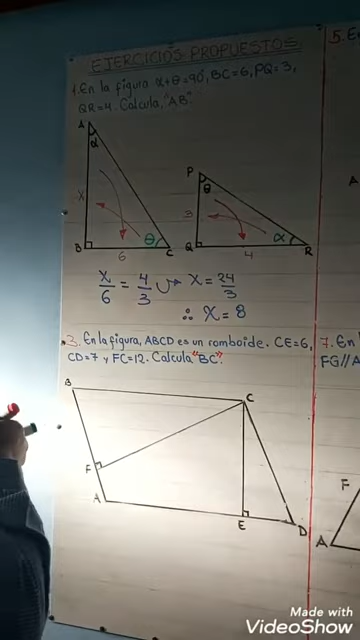 EJERCICIOS PROPUESTOS
1. En la figura α+θ=90°, BC=6, PQ=3,
QR=4. Calcula, "AB".
A
α
X
B
6
θ
C
P
θ
3
Q
4
α
R
X/6 = 4/3 → X = 24/3
∴ X = 8
3. En la figura, ABCD es un romboide. CE=6,
CD=7 y FC=12. Calcula "BC".
B
C
F
A
E
D
5. E
A
7. En
FG//A
F
A
Made with
VideoShow